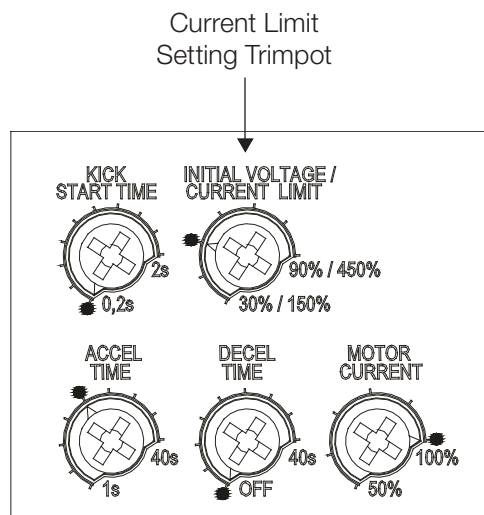 Current Limit
Setting Trimpot
KICK
START TIME
INITIAL VOLTAGE /
CURRENT LIMIT
2s
0,2s
90% / 450%
30% / 150%
ACCEL
TIME
DECEL
TIME
MOTOR
CURRENT
40s
1s
40s
OFF
100%
50%